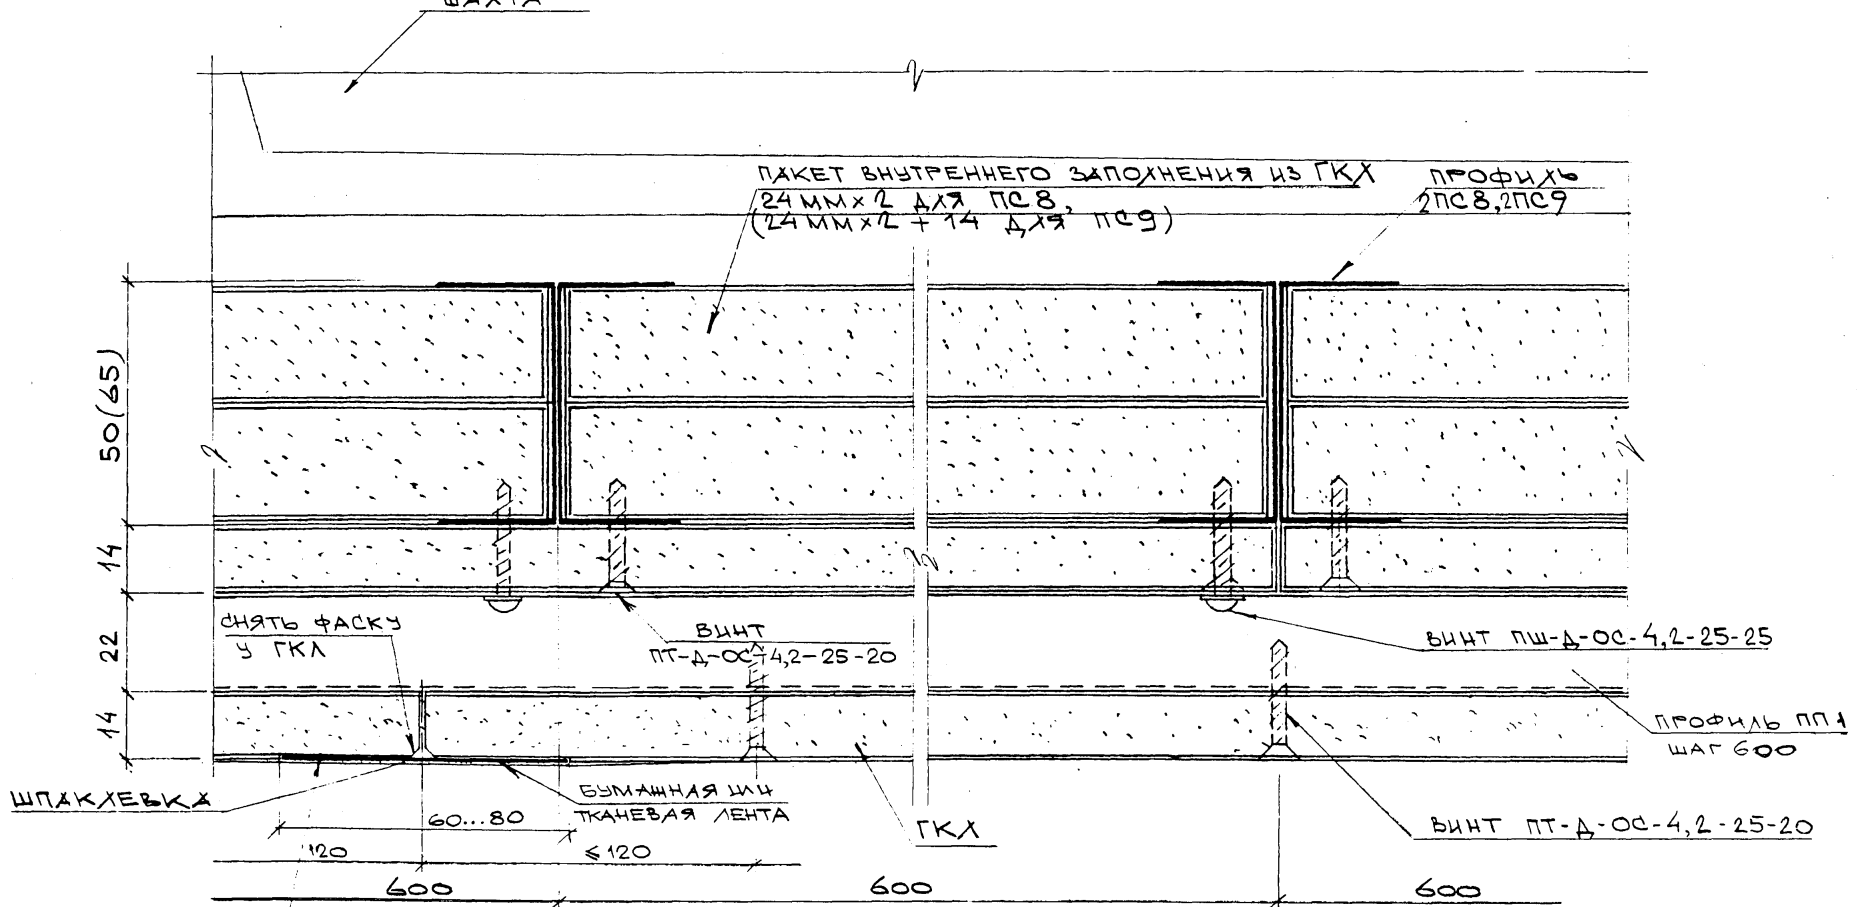 ШАХТА
ПАКЕТ ВНУТРЕННЕГО ЗАПОЛНЕНИЯ ИЗ ГКЛ
24 ММ×2 ДЛЯ ПС8,
(24ММ×2 + 14 ДЛЯ ПС9)
ПРОФИЛЬ
2ПС8, 2ПС9
50(65)
14
22
14
СНЯТЬ ФАСКУ
У ГКЛ
ВИНТ
ПТ-Д-ОС-4,2-25-20
ВИНТ ПШ-Д-ОС-4,2-25-25
ПРОФИЛЬ ПП1
ШАГ 600
ШПАКЛЕВКА
БУМАЖНАЯ ИЛИ
ТКАНЕВАЯ ЛЕНТА
60...80
ГКЛ
ВИНТ ПТ-Д-ОС-4,2-25-20
120
≤120
600
600
600